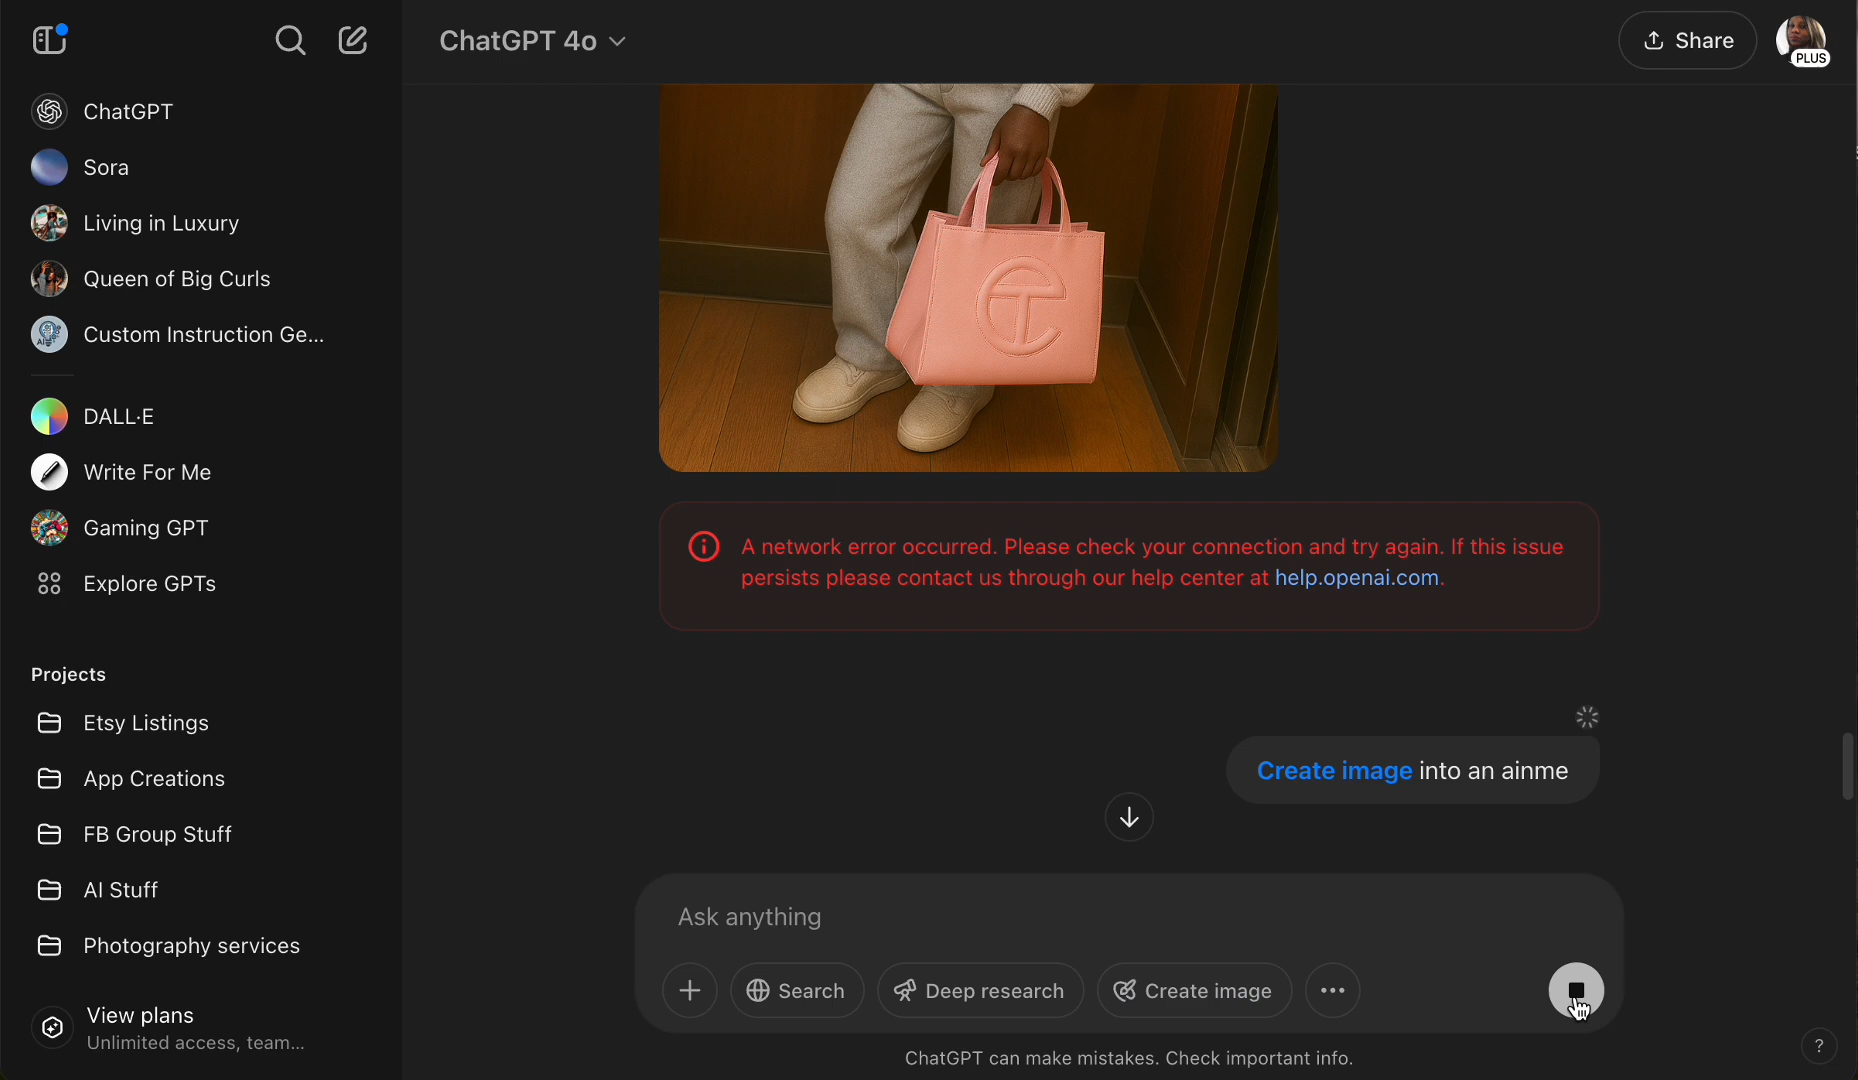 ChatGPT 4o
Share
PLUS
ChatGPT
Sora
Living in Luxury
Queen of Big Curls
Custom Instruction Ge...
DALL·E
Write For Me
Gaming GPT
Explore GPTs
Projects
Etsy Listings
App Creations
FB Group Stuff
AI Stuff
Photography services
View plans
Unlimited access, team...
A network error occurred. Please check your connection and try again. If this issue
persists please contact us through our help center at help.openai.com.
Create image into an ainme
Ask anything
Search
Deep research
Create image
ChatGPT can make mistakes. Check important info.
?